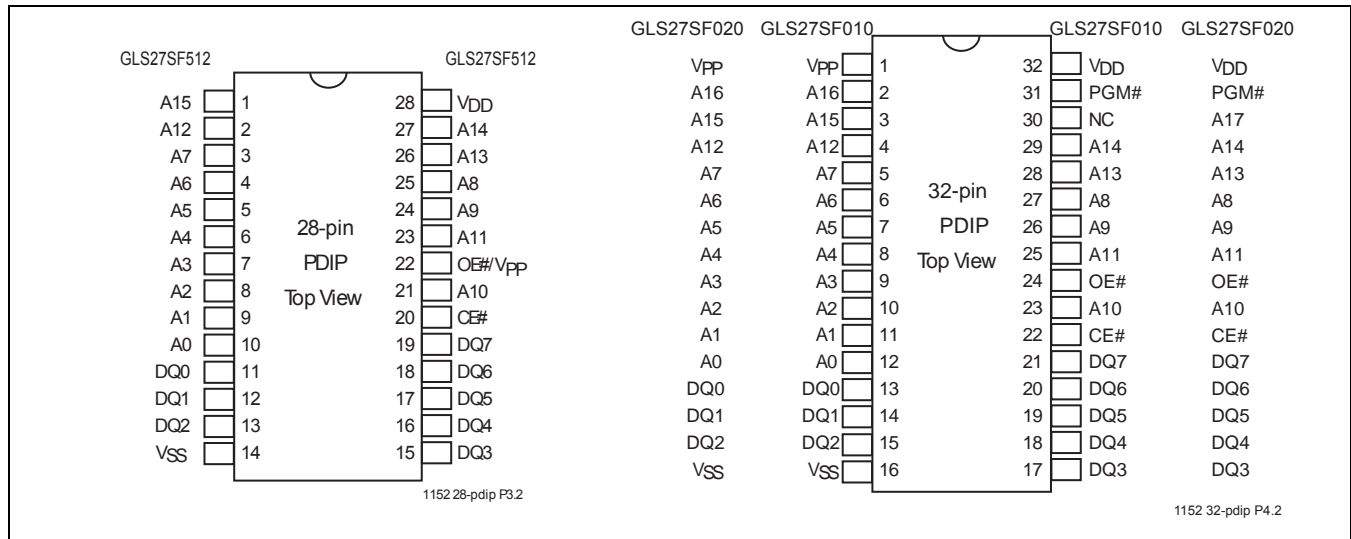 GLS27SF512 GLS27SF512
A15 1 28 VDD
A12 2 27 A14
A7 3 26 A13
A6 4 25 A8
A5 5 24 A9
A4 6 23 A11
A3 7 22 OE#/VPP
A2 8 21 A10
A1 9 20 CE#
A0 10 19 DQ7
DQ0 11 18 DQ6
DQ1 12 17 DQ5
DQ2 13 16 DQ4
VSS 14 15 DQ3
28-pin
PDIP
Top View
1152 28-pdip P3.2
GLS27SF020 GLS27SF010 GLS27SF010 GLS27SF020
VPP VPP 1 32 VDD VDD
A16 A16 2 31 PGM# PGM#
A15 A15 3 30 NC A17
A12 A12 4 29 A14 A14
A7 A7 5 28 A13 A13
A6 A6 6 27 A8 A8
A5 A5 7 26 A9 A9
A4 A4 8 25 A11 A11
A3 A3 9 24 OE# OE#
A2 A2 10 23 A10 A10
A1 A1 11 22 CE# CE#
A0 A0 12 21 DQ7 DQ7
DQ0 DQ0 13 20 DQ6 DQ6
DQ1 DQ1 14 19 DQ5 DQ5
DQ2 DQ2 15 18 DQ4 DQ4
VSS VSS 16 17 DQ3 DQ3
32-pin
PDIP
Top View
1152 32-pdip P4.2